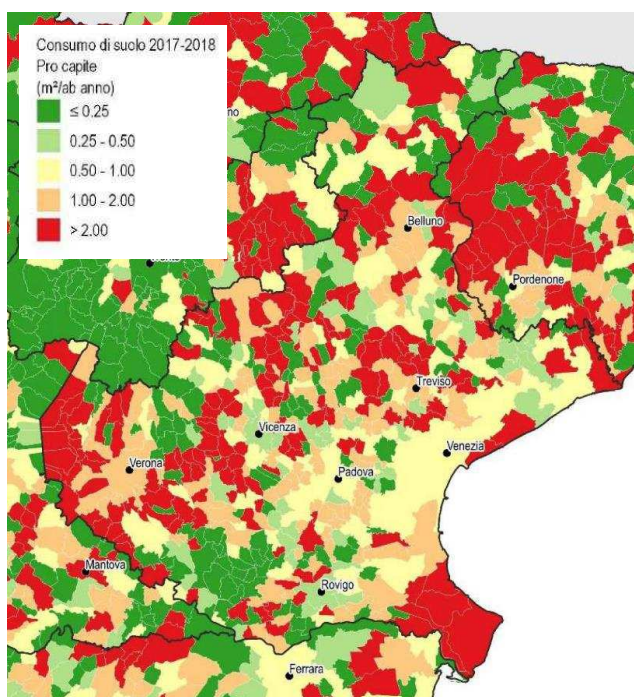 Consumo di suolo 2017-2018
Pro capite
(m²/ab anno)
≤ 0.25
0.25 - 0.50
0.50 - 1.00
1.00 - 2.00
> 2.00
Belluno
Pordenone
Treviso
Vicenza
Venezia
Verona
Padova
Mantova
Rovigo
Ferrara